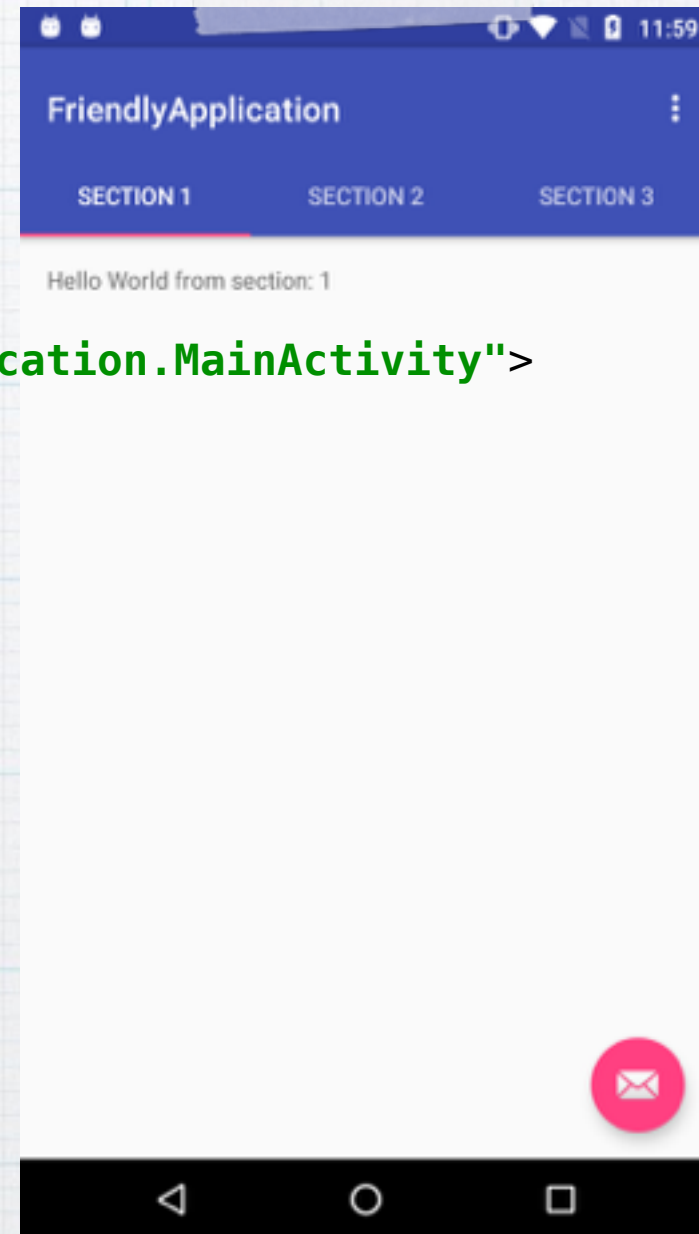 11:59
FriendlyApplication
SECTION 1 SECTION 2 SECTION 3
Hello World from section: 1
cation.MainActivity">